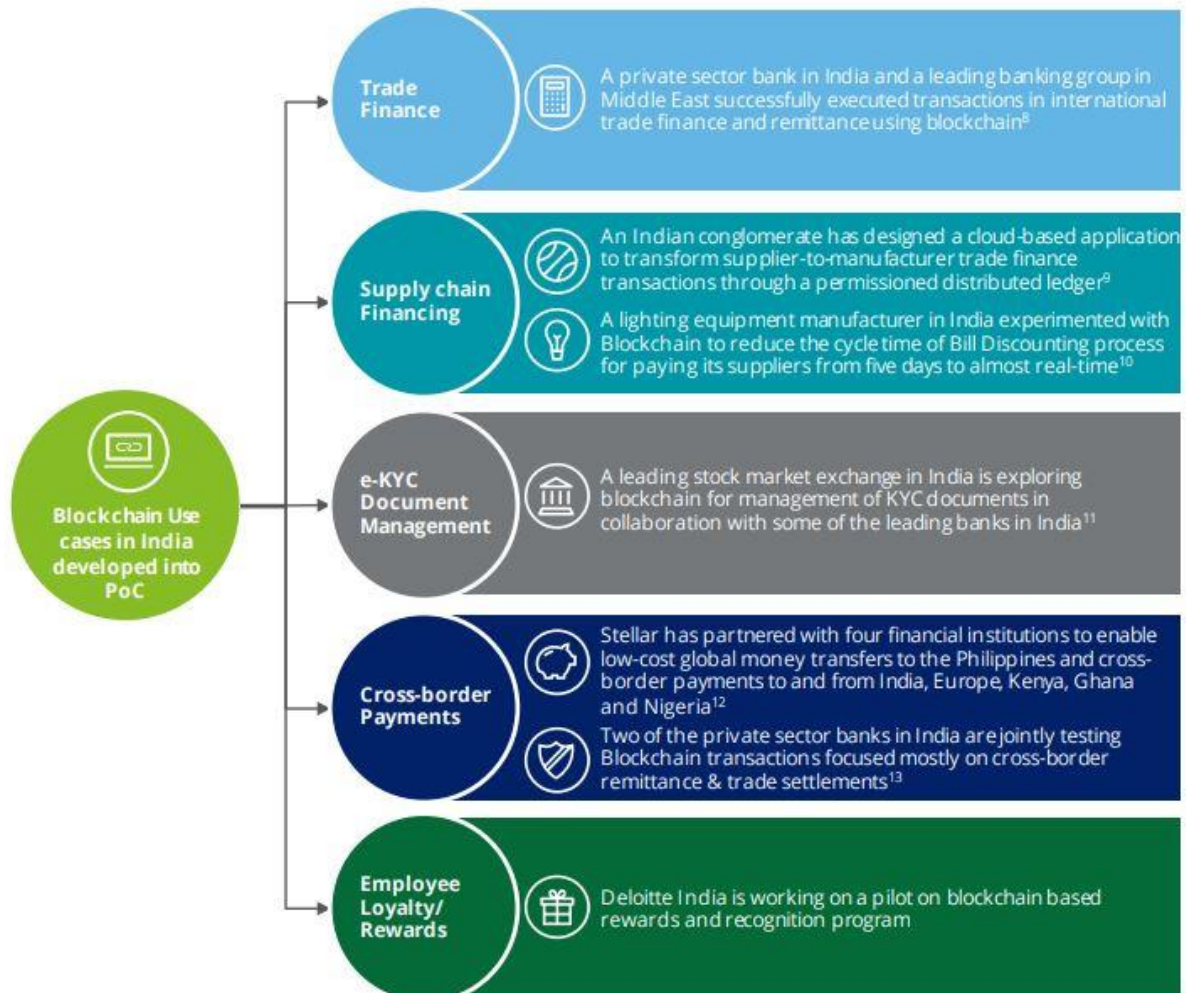 Blockchain Use
cases in India
developed into
PoC
Trade
Finance
A private sector bank in India and a leading banking group in
Middle East successfully executed transactions in international
trade finance and remittance using blockchain⁸
Supply chain
Financing
An Indian conglomerate has designed a cloud-based application
to transform supplier-to-manufacturer trade finance
transactions through a permissioned distributed ledger⁹
A lighting equipment manufacturer in India experimented with
Blockchain to reduce the cycle time of Bill Discounting process
for paying its suppliers from five days to almost real-time¹⁰
e-KYC
Document
Management
A leading stock market exchange in India is exploring
blockchain for management of KYC documents in
collaboration with some of the leading banks in India¹¹
Cross-border
Payments
Stellar has partnered with four financial institutions to enable
low-cost global money transfers to the Philippines and cross-
border payments to and from India, Europe, Kenya, Ghana
and Nigeria¹²
Two of the private sector banks in India are jointly testing
Blockchain transactions focused mostly on cross-border
remittance & trade settlements¹³
Employee
Loyalty/
Rewards
Deloitte India is working on a pilot on blockchain based
rewards and recognition program